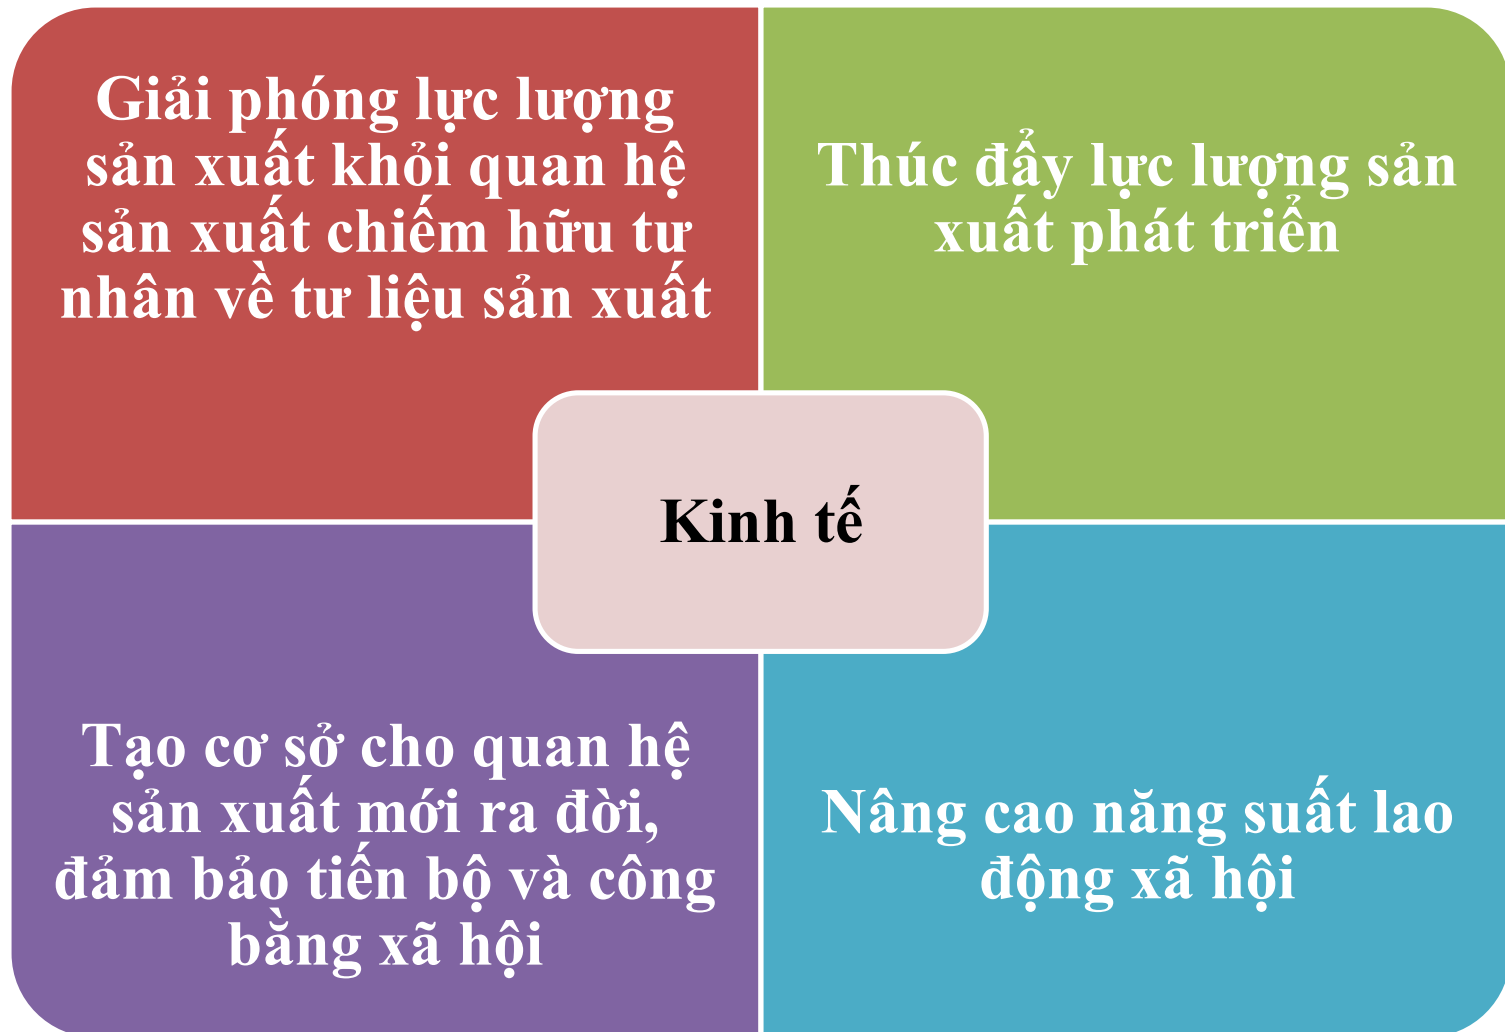 Giải phóng lực lượng
sản xuất khỏi quan hệ
sản xuất chiếm hữu tư
nhân về tư liệu sản xuất
Thúc đẩy lực lượng sản
xuất phát triển
Kinh tế
Tạo cơ sở cho quan hệ
sản xuất mới ra đời,
đảm bảo tiến bộ và công
bằng xã hội
Nâng cao năng suất lao
động xã hội